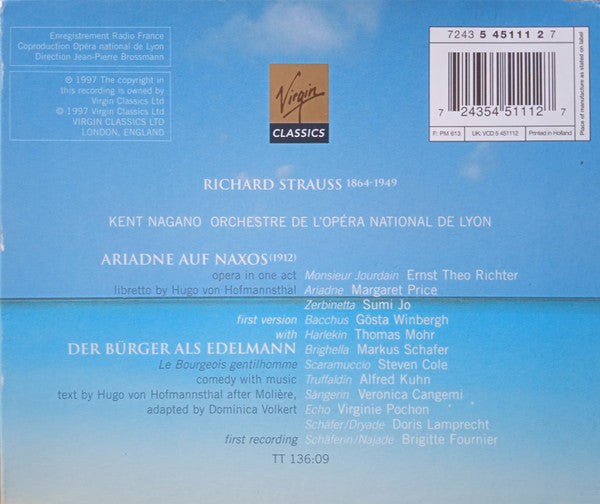 Enregistrement Radio France
Coproduction Opéra national de Lyon
Direction Jean-Pierre Brossmann
℗ 1997 The copyright in
this recording is owned by
Virgin Classics Ltd
© 1997 Virgin Classics Ltd
VIRGIN CLASSICS LTD
LONDON, ENGLAND
Virgin
CLASSICS
7243 5 45111 2 7
7 24354 51112 7
F: PM 613 UK: VCD 5 451112 Printed in Holland
Place of manufacture as stated on label
RICHARD STRAUSS 1864-1949
KENT NAGANO ORCHESTRE DE L'OPÉRA NATIONAL DE LYON
ARIADNE AUF NAXOS (1912)
opera in one act Monsieur Jourdain Ernst Theo Richter
libretto by Hugo von Hofmannsthal Ariadne Margaret Price
Zerbinetta Sumi Jo
first version Bacchus Gösta Winbergh
with Harlekin Thomas Mohr
DER BÜRGER ALS EDELMANN Brighella Markus Schafer
Le Bourgeois gentilhomme Scaramuccio Steven Cole
comedy with music Truffaldin Alfred Kuhn
text by Hugo von Hofmannsthal after Molière, Sängerin Veronica Cangemi
adapted by Dominica Volkert Echo Virginie Pochon
Schäfer/Dryade Doris Lamprecht
first recording Schäferin/Najade Brigitte Fournier
TT 136:09